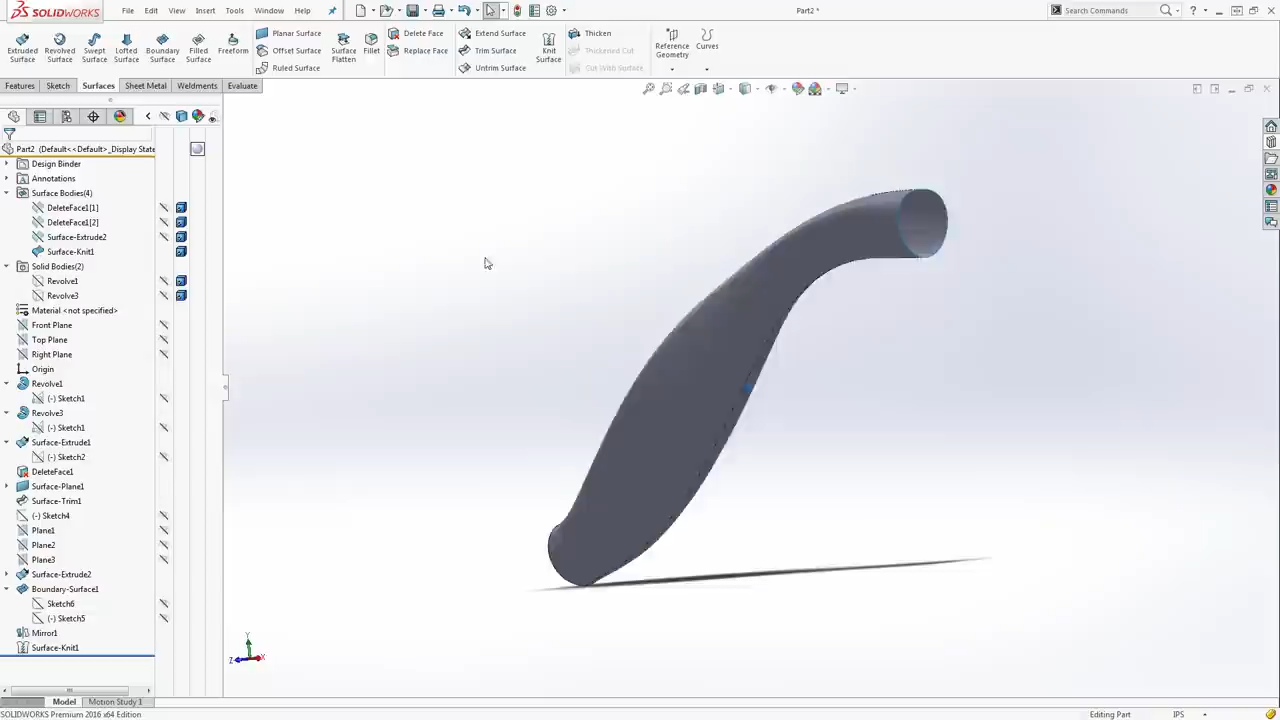 SOLIDWORKS File Edit View Insert Tools Window Help Part2 * Search Commands
Extruded Surface Revolved Surface Swept Surface Lofted Surface Boundary Surface Filled Surface Freeform
Planar Surface
Offset Surface
Ruled Surface
Surface Flatten
Fillet
Delete Face
Replace Face
Extend Surface
Trim Surface
Untrim Surface
Knit Surface
Thicken
Thickened Cut
Cut With Surface
Reference Geometry
Curves
Features Sketch Surfaces Sheet Metal Weldments Evaluate
Part2 (Default<<Default>_Display State
Design Binder
Annotations
Surface Bodies(4)
DeleteFace1[1]
DeleteFace1[2]
Surface-Extrude2
Surface-Knit1
Solid Bodies(2)
Revolve1
Revolve3
Material <not specified>
Front Plane
Top Plane
Right Plane
Origin
Revolve1
(-) Sketch1
Revolve3
(-) Sketch1
Surface-Extrude1
(-) Sketch2
DeleteFace1
Surface-Plane1
Surface-Trim1
(-) Sketch4
Plane1
Plane2
Plane3
Surface-Extrude2
Boundary-Surface1
Sketch6
(-) Sketch5
Mirror1
Surface-Knit1
Y
Z X
Model Motion Study 1
SOLIDWORKS Premium 2016 x64 Edition Editing Part IPS